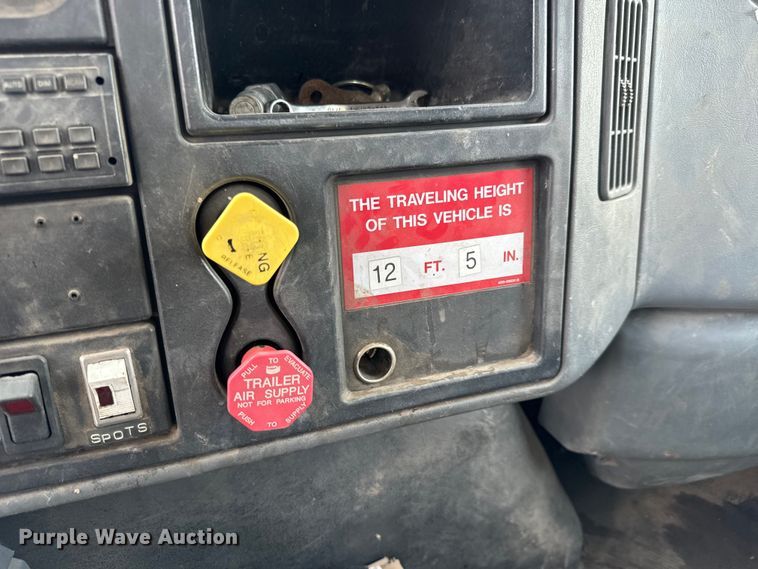 THE TRAVELING HEIGHT
OF THIS VEHICLE IS
12 FT. 5 IN.
RELEASE
PULL TO EVACUATE
TRAILER
AIR SUPPLY
NOT FOR PARKING
PUSH TO SUPPLY
SPOTS
Purple Wave Auction